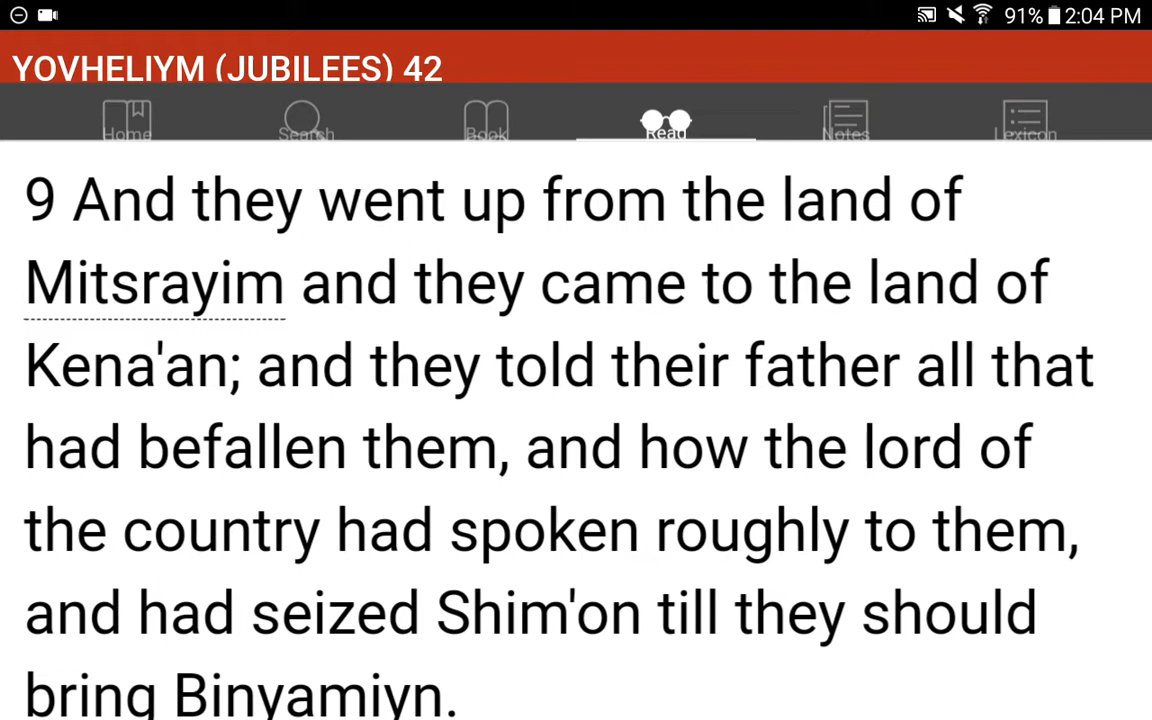 91% 2:04 PM
YOVHELIYM (JUBILEES) 42
Home Search Book Read Notes Lexicon
9 And they went up from the land of
Mitsrayim and they came to the land of
Kena'an; and they told their father all that
had befallen them, and how the lord of
the country had spoken roughly to them,
and had seized Shim'on till they should
bring Binyamiyn.